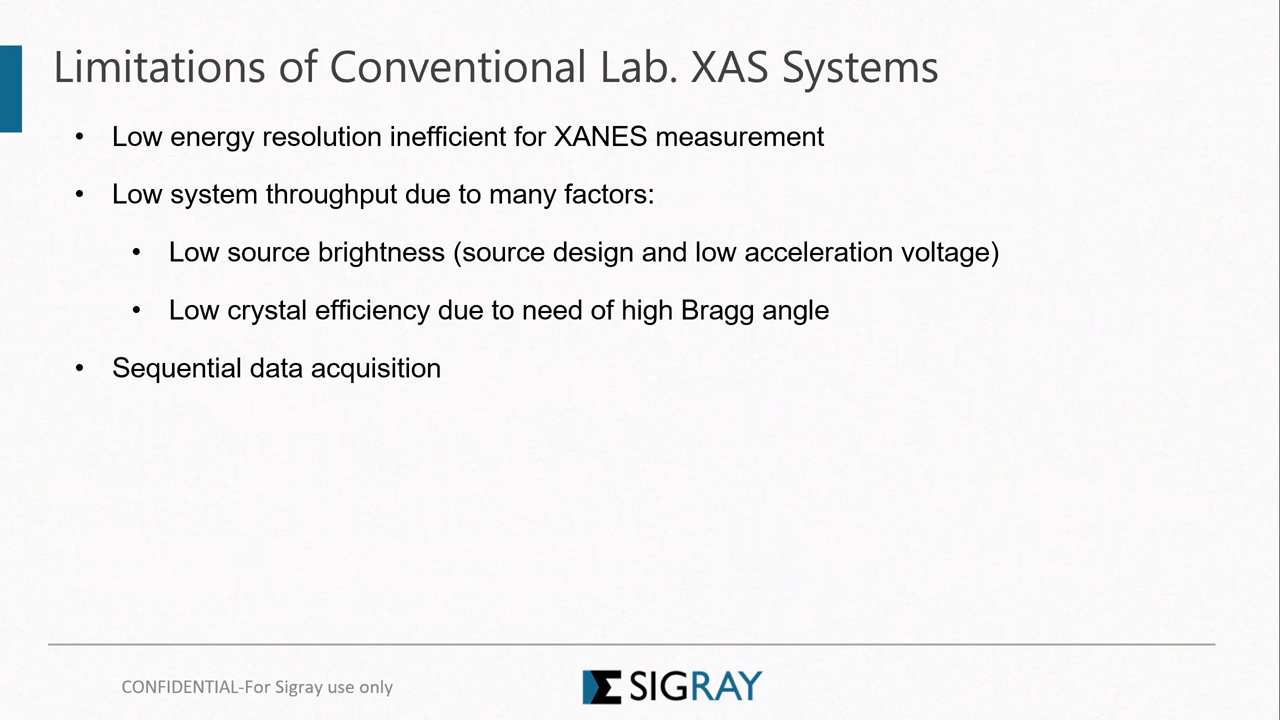 Limitations of Conventional Lab. XAS Systems
• Low energy resolution inefficient for XANES measurement
• Low system throughput due to many factors:
• Low source brightness (source design and low acceleration voltage)
• Low crystal efficiency due to need of high Bragg angle
• Sequential data acquisition
CONFIDENTIAL-For Sigray use only
SIGRAY